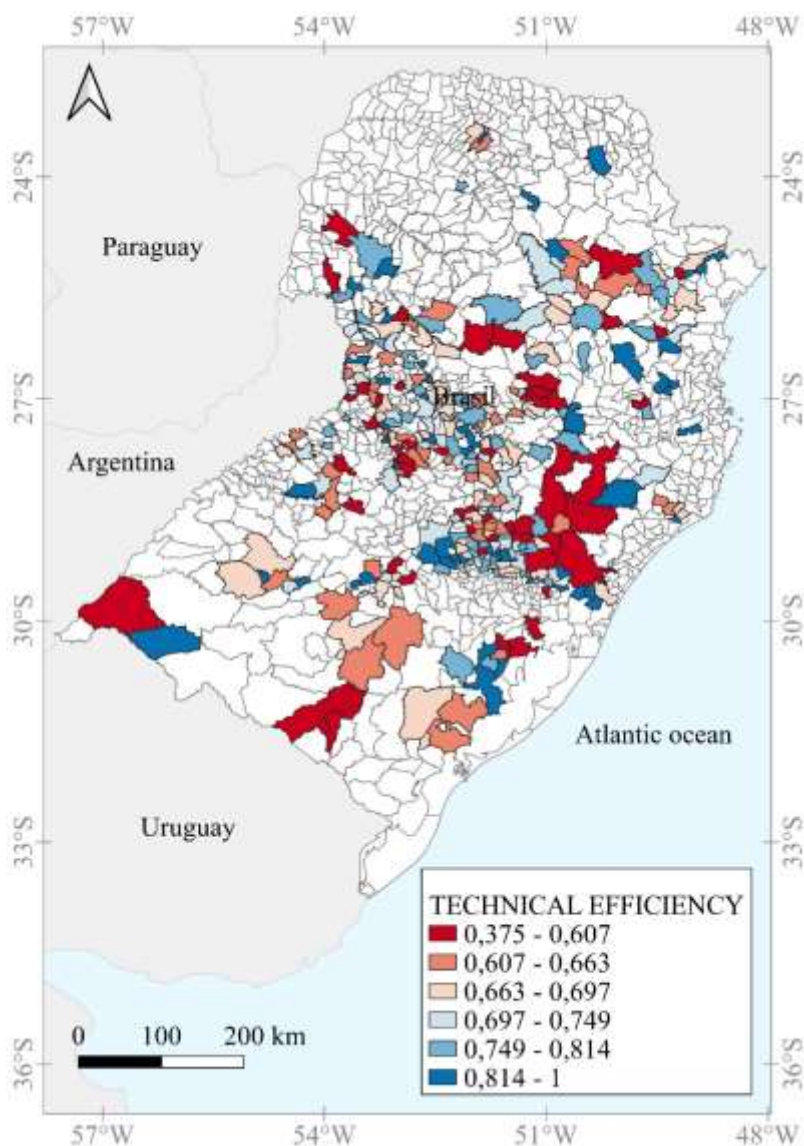 57°W 54°W 51°W 48°W
24°S 24°S
Paraguay
Brasil
27°S 27°S
Argentina
30°S 30°S
Atlantic ocean
Uruguay
33°S 33°S
TECHNICAL EFFICIENCY
0,375 - 0,607
0,607 - 0,663
0,663 - 0,697
0,697 - 0,749
0,749 - 0,814
0,814 - 1
0 100 200 km
36°S 36°S
57°W 54°W 51°W 48°W